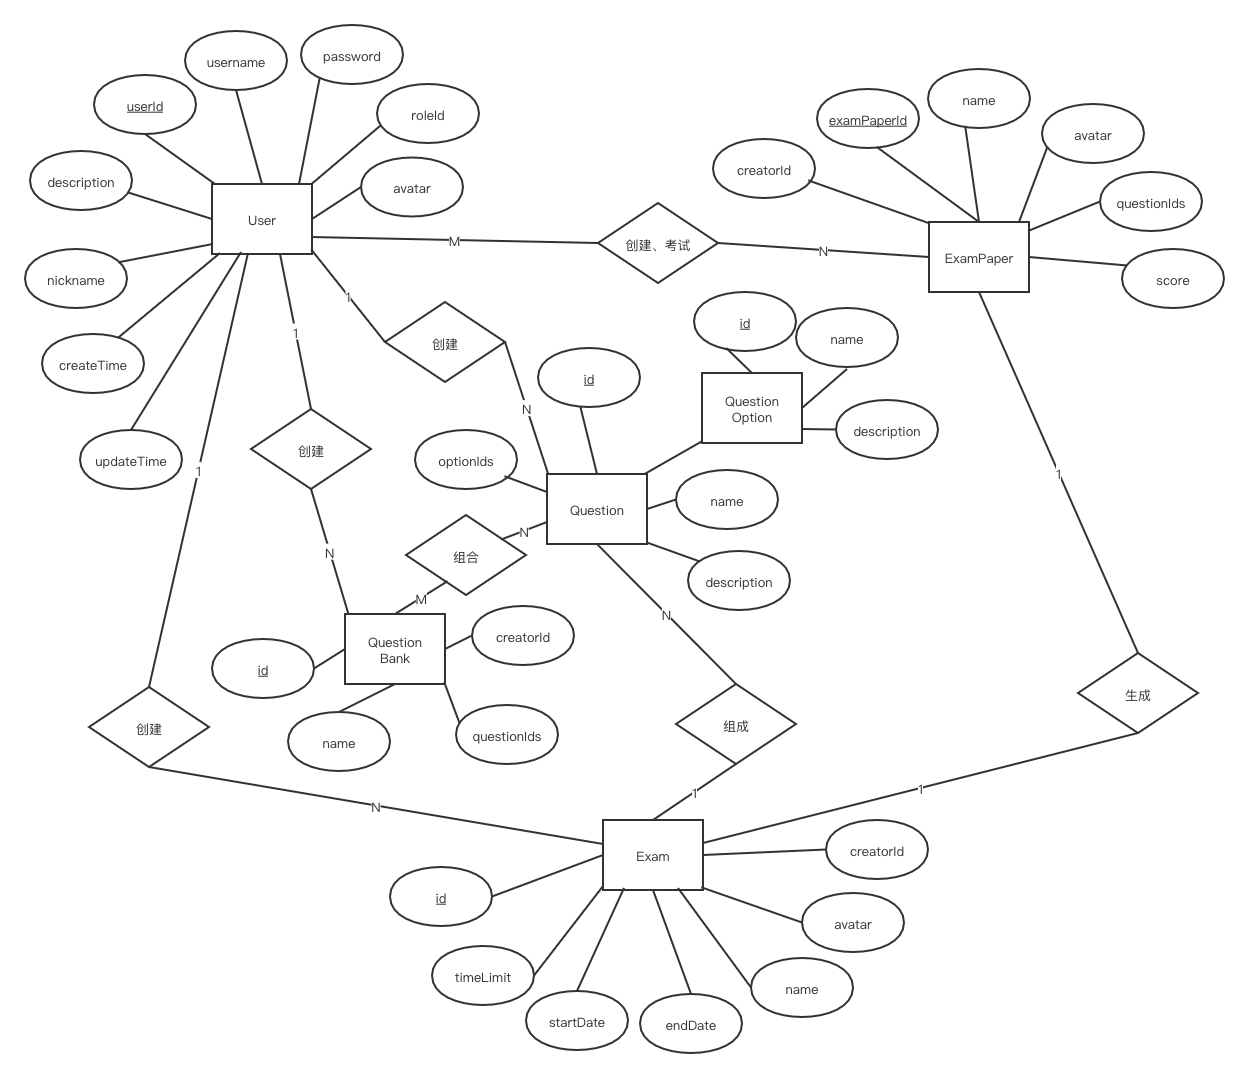 password
username
name
userId
roleId
examPaperId
avatar
creatorId
description
avatar
questionIds
User
M
创建、考试
N
ExamPaper
nickname
score
1
id
1
创建
name
createTime
id
N
Question
Option
创建
description
optionIds
updateTime
1
1
name
Question
N
N
组合
description
M
N
creatorId
Question
Bank
id
生成
创建
组成
name
questionIds
1
1
N
creatorId
Exam
id
avatar
timeLimit
name
startDate
endDate